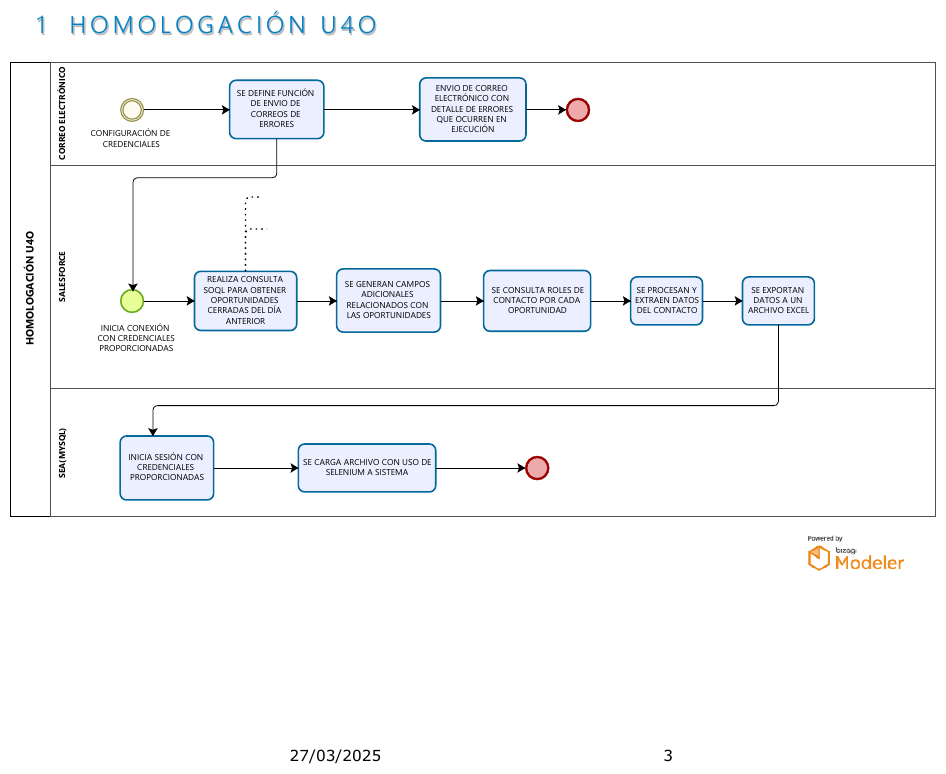 1 HOMOLOGACIÓN U4O
HOMOLOGACIÓN U4O
CORREO ELECTRÓNICO
CONFIGURACIÓN DE
CREDENCIALES
SE DEFINE FUNCIÓN
DE ENVIO DE
CORREOS DE
ERRORES
ENVIO DE CORREO
ELECTRÓNICO CON
DETALLE DE ERRORES
QUE OCURREN EN
EJECUCIÓN
SALESFORCE
INICIA CONEXIÓN
CON CREDENCIALES
PROPORCIONADAS
REALIZA CONSULTA
SOQL PARA OBTENER
OPORTUNIDADES
CERRADAS DEL DÍA
ANTERIOR
SE GENERAN CAMPOS
ADICIONALES
RELACIONADOS CON
LAS OPORTUNIDADES
SE CONSULTA ROLES DE
CONTACTO POR CADA
OPORTUNIDAD
SE PROCESAN Y
EXTRAEN DATOS
DEL CONTACTO
SE EXPORTAN
DATOS A UN
ARCHIVO EXCEL
SEA(MYSQL)
INICIA SESIÓN CON
CREDENCIALES
PROPORCIONADAS
SE CARGA ARCHIVO CON USO DE
SELENIUM A SISTEMA
Powered by
bizagi
Modeler
27/03/2025
3